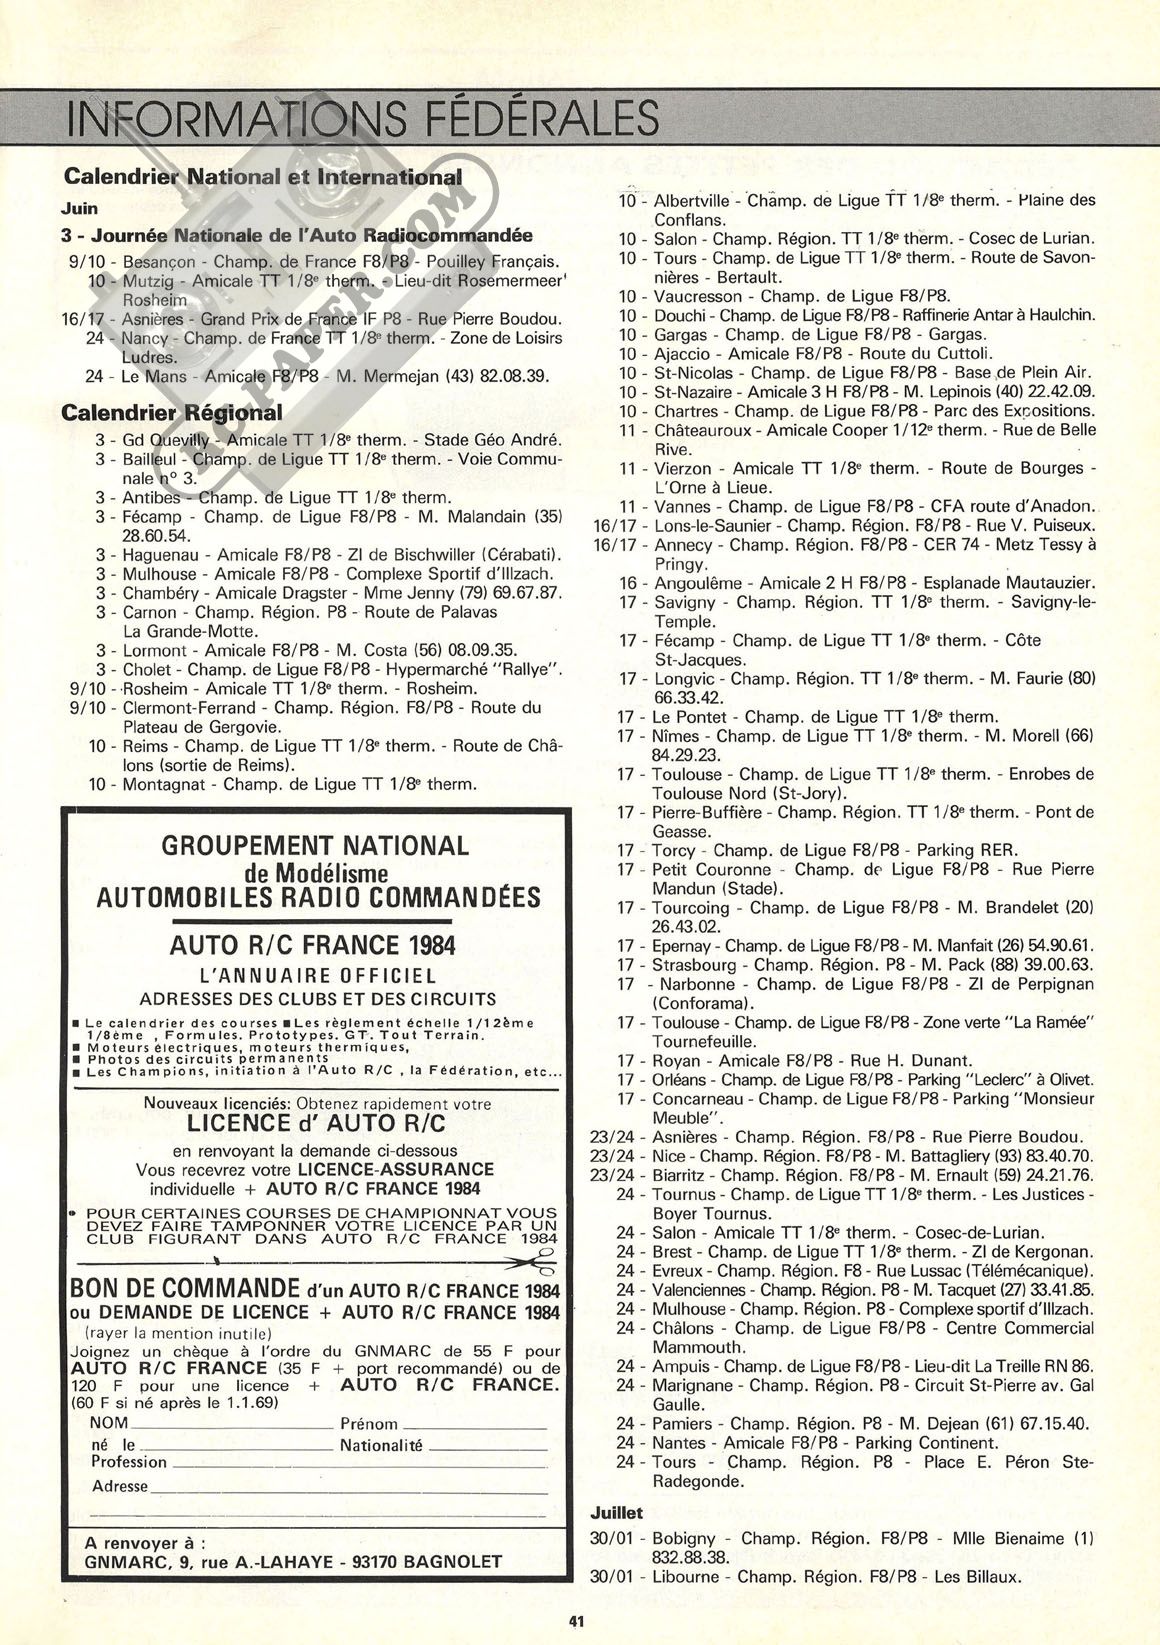 INFORMATIONS FÉDÉRALES
Calendrier National et International
Juin
3 - Journée Nationale de l'Auto Radiocommandée
9/10 - Besançon - Champ. de France F8/P8 - Pouilley Français.
10 - Mutzig - Amicale TT 1/8e therm. - Lieu-dit Rosemermeer'
Rosheim
16/17 - Asnières - Grand Prix de France IF P8 - Rue Pierre Boudou.
24 - Nancy - Champ. de France TT 1/8e therm. - Zone de Loisirs
Ludres.
24 - Le Mans - Amicale F8/P8 - M. Mermejan (43) 82.08.39.
Calendrier Régional
3 - Gd Quevilly - Amicale TT 1/8e therm. - Stade Géo André.
3 - Bailleul - Champ. de Ligue TT 1/8e therm. - Voie Commu-
nale n° 3.
3 - Antibes - Champ. de Ligue TT 1/8e therm.
3 - Fécamp - Champ. de Ligue F8/P8 - M. Malandain (35)
28.60.54.
3 - Haguenau - Amicale F8/P8 - ZI de Bischwiller (Cérabati).
3 - Mulhouse - Amicale F8/P8 - Complexe Sportif d'Illzach.
3 - Chambéry - Amicale Dragster - Mme Jenny (79) 69.67.87.
3 - Carnon - Champ. Région. P8 - Route de Palavas
La Grande-Motte.
3 - Lormont - Amicale F8/P8 - M. Costa (56) 08.09.35.
3 - Cholet - Champ. de Ligue F8/P8 - Hypermarché "Rallye".
9/10 - Rosheim - Amicale TT 1/8e therm. - Rosheim.
9/10 - Clermont-Ferrand - Champ. Région. F8/P8 - Route du
Plateau de Gergovie.
10 - Reims - Champ. de Ligue TT 1/8e therm. - Route de Châ-
lons (sortie de Reims).
10 - Montagnat - Champ. de Ligue TT 1/8e therm.
GROUPEMENT NATIONAL
de Modélisme
AUTOMOBILES RADIO COMMANDÉES
AUTO R/C FRANCE 1984
L'ANNUAIRE OFFICIEL
ADRESSES DES CLUBS ET DES CIRCUITS
■ Le calendrier des courses ■ Les règlement échelle 1/12ème
1/8ème , Formules. Prototypes. GT. Tout Terrain.
■ Moteurs électriques, moteurs thermiques,
■ Photos des circuits permanents
■ Les Champions, initiation à l'Auto R/C , la Fédération, etc...
Nouveaux licenciés: Obtenez rapidement votre
LICENCE d' AUTO R/C
en renvoyant la demande ci-dessous
Vous recevrez votre LICENCE-ASSURANCE
individuelle + AUTO R/C FRANCE 1984
• POUR CERTAINES COURSES DE CHAMPIONNAT VOUS
DEVEZ FAIRE TAMPONNER VOTRE LICENCE PAR UN
CLUB FIGURANT DANS AUTO R/C FRANCE 1984
BON DE COMMANDE d'un AUTO R/C FRANCE 1984
ou DEMANDE DE LICENCE + AUTO R/C FRANCE 1984
(rayer la mention inutile)
Joignez un chèque à l'ordre du GNMARC de 55 F pour
AUTO R/C FRANCE (35 F + port recommandé) ou de
120 F pour une licence + AUTO R/C FRANCE.
(60 F si né après le 1.1.69)
NOM Prénom
né le Nationalité
Profession
Adresse
A renvoyer à :
GNMARC, 9, rue A.-LAHAYE - 93170 BAGNOLET
10 - Albertville - Champ. de Ligue TT 1/8e therm. - Plaine des
Conflans.
10 - Salon - Champ. Région. TT 1/8e therm. - Cosec de Lurian.
10 - Tours - Champ. de Ligue TT 1/8e therm. - Route de Savon-
nières - Bertault.
10 - Vaucresson - Champ. de Ligue F8/P8.
10 - Douchi - Champ. de Ligue F8/P8 - Raffinerie Antar à Haulchin.
10 - Gargas - Champ. de Ligue F8/P8 - Gargas.
10 - Ajaccio - Amicale F8/P8 - Route du Cuttoli.
10 - St-Nicolas - Champ. de Ligue F8/P8 - Base de Plein Air.
10 - St-Nazaire - Amicale 3 H F8/P8 - M. Lepinois (40) 22.42.09.
10 - Chartres - Champ. de Ligue F8/P8 - Parc des Expositions.
11 - Châteauroux - Amicale Cooper 1/12e therm. - Rue de Belle
Rive.
11 - Vierzon - Amicale TT 1/8e therm. - Route de Bourges -
L'Orne à Lieue.
11 - Vannes - Champ. de Ligue F8/P8 - CFA route d'Anadon.
16/17 - Lons-le-Saunier - Champ. Région. F8/P8 - Rue V. Puiseux.
16/17 - Annecy - Champ. Région. F8/P8 - CER 74 - Metz Tessy à
Pringy.
16 - Angoulême - Amicale 2 H F8/P8 - Esplanade Mautauzier.
17 - Savigny - Champ. Région. TT 1/8e therm. - Savigny-le-
Temple.
17 - Fécamp - Champ. de Ligue TT 1/8e therm. - Côte
St-Jacques.
17 - Longvic - Champ. Région. TT 1/8e therm. - M. Faurie (80)
66.33.42.
17 - Le Pontet - Champ. de Ligue TT 1/8e therm.
17 - Nîmes - Champ. de Ligue TT 1/8e therm. - M. Morell (66)
84.29.23.
17 - Toulouse - Champ. de Ligue TT 1/8e therm. - Enrobes de
Toulouse Nord (St-Jory).
17 - Pierre-Buffière - Champ. Région. TT 1/8e therm. - Pont de
Geasse.
17 - Torcy - Champ. de Ligue F8/P8 - Parking RER.
17 - Petit Couronne - Champ. de Ligue F8/P8 - Rue Pierre
Mandun (Stade).
17 - Tourcoing - Champ. de Ligue F8/P8 - M. Brandelet (20)
26.43.02.
17 - Epernay - Champ. de Ligue F8/P8 - M. Manfait (26) 54.90.61.
17 - Strasbourg - Champ. Région. P8 - M. Pack (88) 39.00.63.
17 - Narbonne - Champ. de Ligue F8/P8 - ZI de Perpignan
(Conforama).
17 - Toulouse - Champ. de Ligue F8/P8 - Zone verte "La Ramée"
Tournefeuille.
17 - Royan - Amicale F8/P8 - Rue H. Dunant.
17 - Orléans - Champ. de Ligue F8/P8 - Parking "Leclerc" à Olivet.
17 - Concarneau - Champ. de Ligue F8/P8 - Parking "Monsieur
Meuble".
23/24 - Asnières - Champ. Région. F8/P8 - Rue Pierre Boudou.
23/24 - Nice - Champ. Région. F8/P8 - M. Battagliery (93) 83.40.70.
23/24 - Biarritz - Champ. Région. F8/P8 - M. Ernault (59) 24.21.76.
24 - Tournus - Champ. de Ligue TT 1/8e therm. - Les Justices -
Boyer Tournus.
24 - Salon - Amicale TT 1/8e therm. - Cosec-de-Lurian.
24 - Brest - Champ. de Ligue TT 1/8e therm. - ZI de Kergonan.
24 - Evreux - Champ. Région. F8 - Rue Lussac (Télémécanique).
24 - Valenciennes - Champ. Région. P8 - M. Tacquet (27) 33.41.85.
24 - Mulhouse - Champ. Région. P8 - Complexe sportif d'Illzach.
24 - Châlons - Champ. de Ligue F8/P8 - Centre Commercial
Mammouth.
24 - Ampuis - Champ. de Ligue F8/P8 - Lieu-dit La Treille RN 86.
24 - Marignane - Champ. Région. P8 - Circuit St-Pierre av. Gal
Gaulle.
24 - Pamiers - Champ. Région. P8 - M. Dejean (61) 67.15.40.
24 - Nantes - Amicale F8/P8 - Parking Continent.
24 - Tours - Champ. Région. P8 - Place E. Péron Ste-
Radegonde.
Juillet
30/01 - Bobigny - Champ. Région. F8/P8 - Mlle Bienaime (1)
832.88.38.
30/01 - Libourne - Champ. Région. F8/P8 - Les Billaux.
41
RC-PAPER.COM